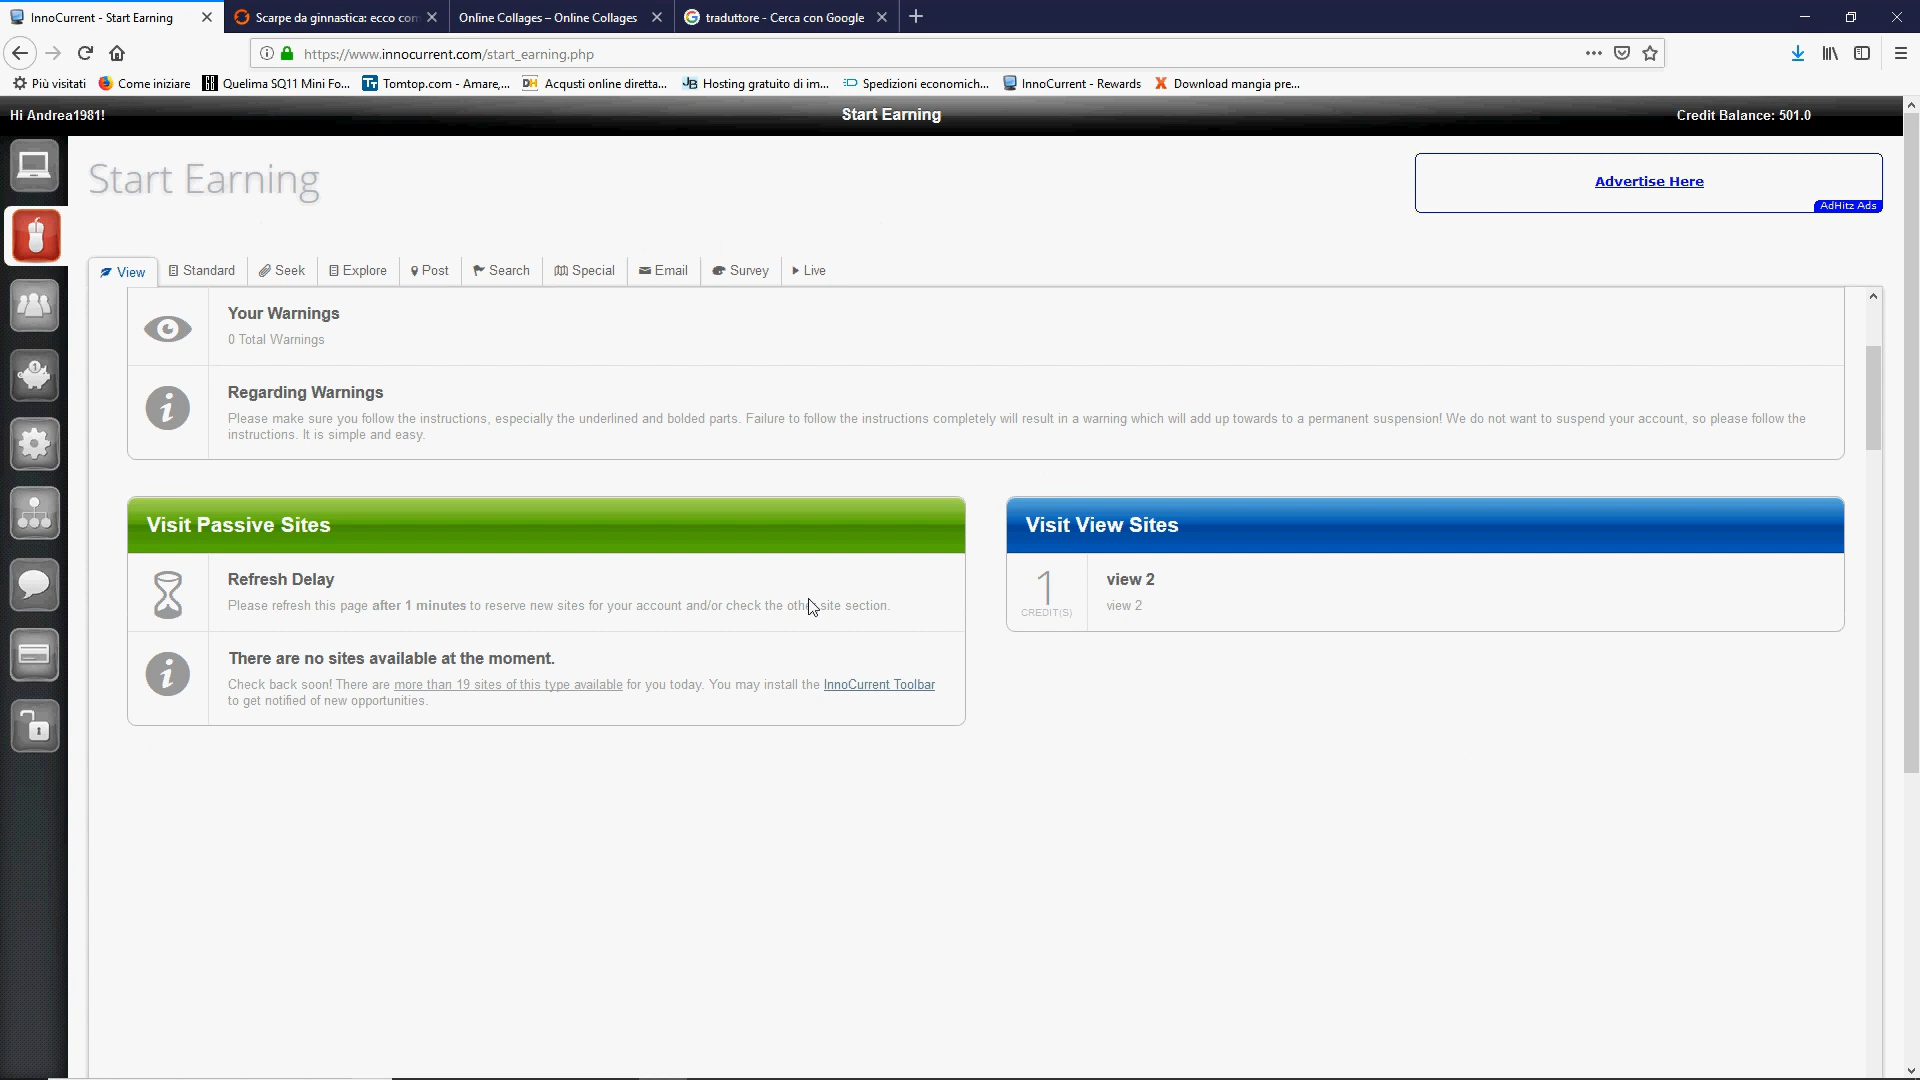 InnoCurrent - Start Earning
Scarpe da ginnastica: ecco com
Online Collages – Online Collages
traduttore - Cerca con Google
https://www.innocurrent.com/start_earning.php
Più visitati
Come iniziare
Quelima SQ11 Mini Fo...
Tomtop.com - Amare,...
DH Acqusti online diretta...
JB Hosting gratuito di im...
Spedizioni economich...
InnoCurrent - Rewards
Download mangia pre...
Hi Andrea1981!
Start Earning
Credit Balance: 501.0
Start Earning
Advertise Here
AdHitz Ads
View
Standard
Seek
Explore
Post
Search
Special
Email
Survey
Live
Your Warnings
0 Total Warnings
Regarding Warnings
Please make sure you follow the instructions, especially the underlined and bolded parts. Failure to follow the instructions completely will result in a warning which will add up towards to a permanent suspension! We do not want to suspend your account, so please follow the
instructions. It is simple and easy.
Visit Passive Sites
Refresh Delay
Please refresh this page after 1 minutes to reserve new sites for your account and/or check the site section.
There are no sites available at the moment.
Check back soon! There are more than 19 sites of this type available for you today. You may install the InnoCurrent Toolbar
to get notified of new opportunities.
Visit View Sites
1
CREDIT(S)
view 2
view 2